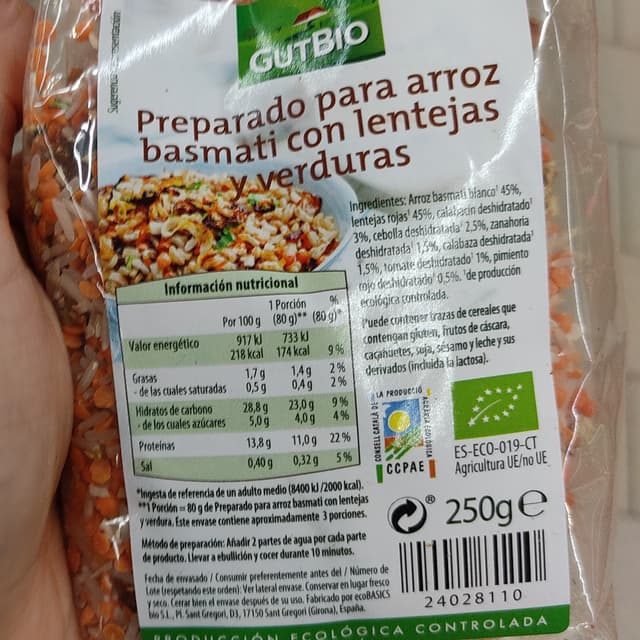 GUTBIO
Preparado para arroz
basmati con lentejas
y verduras
Ingredientes: Arroz basmati blanco¹ 45%,
lentejas rojas¹ 45%, calabacín deshidratado¹
3%, cebolla deshidratada¹ 2,5%, zanahoria
deshidratada¹ 1,5%, calabaza deshidratada¹
1,5%, tomate deshidratado¹ 1%, pimiento
rojo deshidratado¹ 0,5%. ¹de producción
ecológica controlada.
Puede contener trazas de cereales que
contengan gluten, frutos de cáscara,
cacahuetes, soja, sésamo y leche y sus
derivados (incluida la lactosa).
Información nutricional
Por 100 g 1 Porción (80 g)** % (80 g)*
Valor energético 917 kJ 733 kJ
218 kcal 174 kcal 9 %
Grasas 1,7 g 1,4 g 2 %
- de las cuales saturadas 0,5 g 0,4 g 2 %
Hidratos de carbono 28,8 g 23,0 g 9 %
- de los cuales azúcares 5,0 g 4,0 g 4 %
Proteínas 13,8 g 11,0 g 22 %
Sal 0,40 g 0,32 g 5 %
*Ingesta de referencia de un adulto medio (8400 kJ/2000 kcal).
**1 Porción = 80 g de Preparado para arroz basmati con lentejas
y verdura. Este envase contiene aproximadamente 3 porciones.
Método de preparación: Añadir 2 partes de agua por cada parte
de producto. Llevar a ebullición y cocer durante 10 minutos.
Fecha de envasado / Consumir preferentemente antes del / Número de
Lote (respetando este orden): Ver lateral envase. Conservar en lugar fresco
y seco. Cerrar bien el envase después de su uso. Fabricado por ecoBASICS
bio S.L., Pl. Sant Gregori, D3, 17150 Sant Gregori (Girona), España.
CONSELL CATALÀ DE LA PRODUCCIÓ AGRÀRIA ECOLÒGICA
CCPAE
ES-ECO-019-CT
Agricultura UE/no UE
® 250g e
24028110
PRODUCCIÓN ECOLÓGICA CONTROLADA